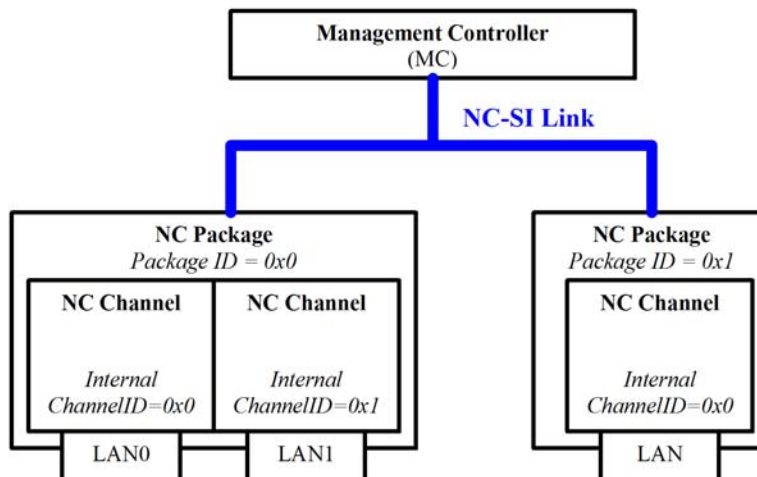 Management Controller
(MC)
NC-SI Link
NC Package
Package ID = 0x0
NC Channel
Internal
ChannelID=0x0
NC Channel
Internal
ChannelID=0x1
LAN0
LAN1
NC Package
Package ID = 0x1
NC Channel
Internal
ChannelID=0x0
LAN